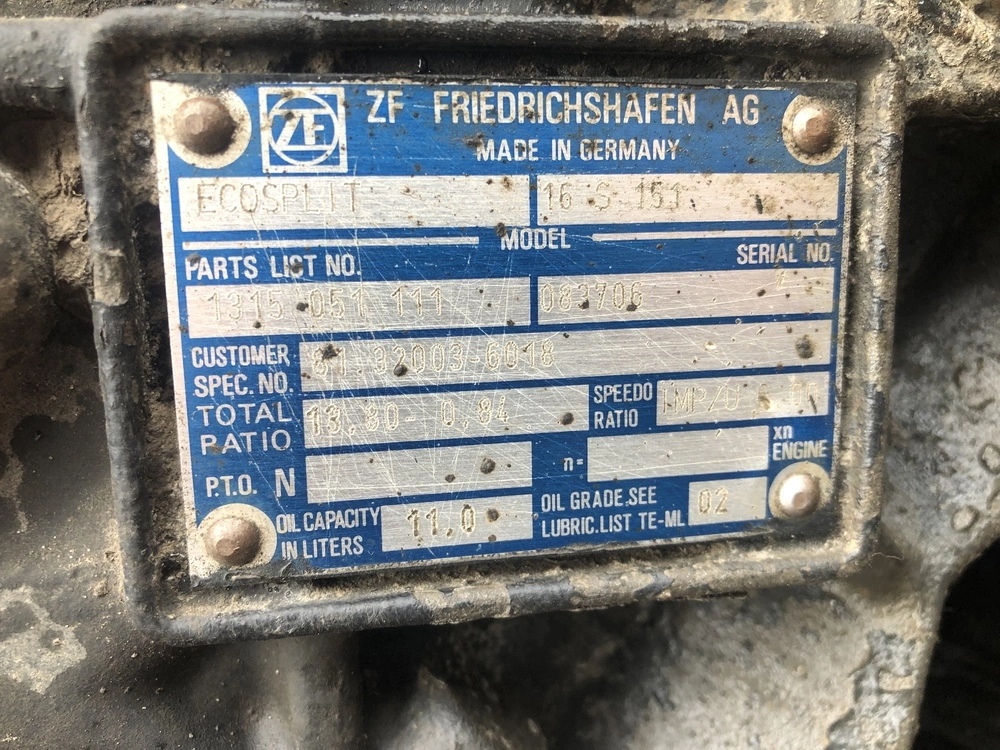 ZF FRIEDRICHSHAFEN AG
MADE IN GERMANY
ECOSPLIT 16 S 151
MODEL
PARTS LIST NO. SERIAL NO.
1315 051 111 083706
CUSTOMER SPEC. NO. 81.32003-6018
TOTAL RATIO 13,80- 0,84 SPEEDO RATIO IMP/U
P.T.O. N n= xn ENGINE
OIL CAPACITY IN LITERS 11,0 OIL GRADE SEE LUBRIC.LIST TE-ML 02